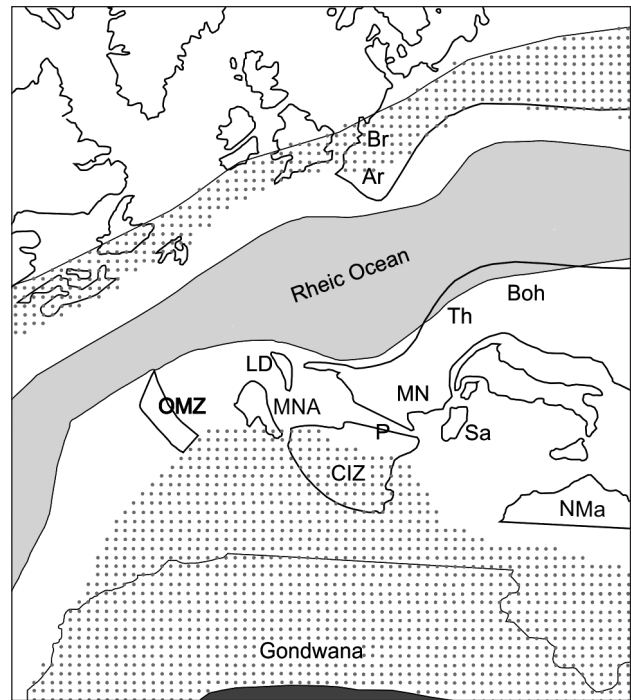 Br
Ar
Rheic Ocean
Boh
Th
LD
MN
OMZ
MNA
P
Sa
CIZ
NMa
Gondwana